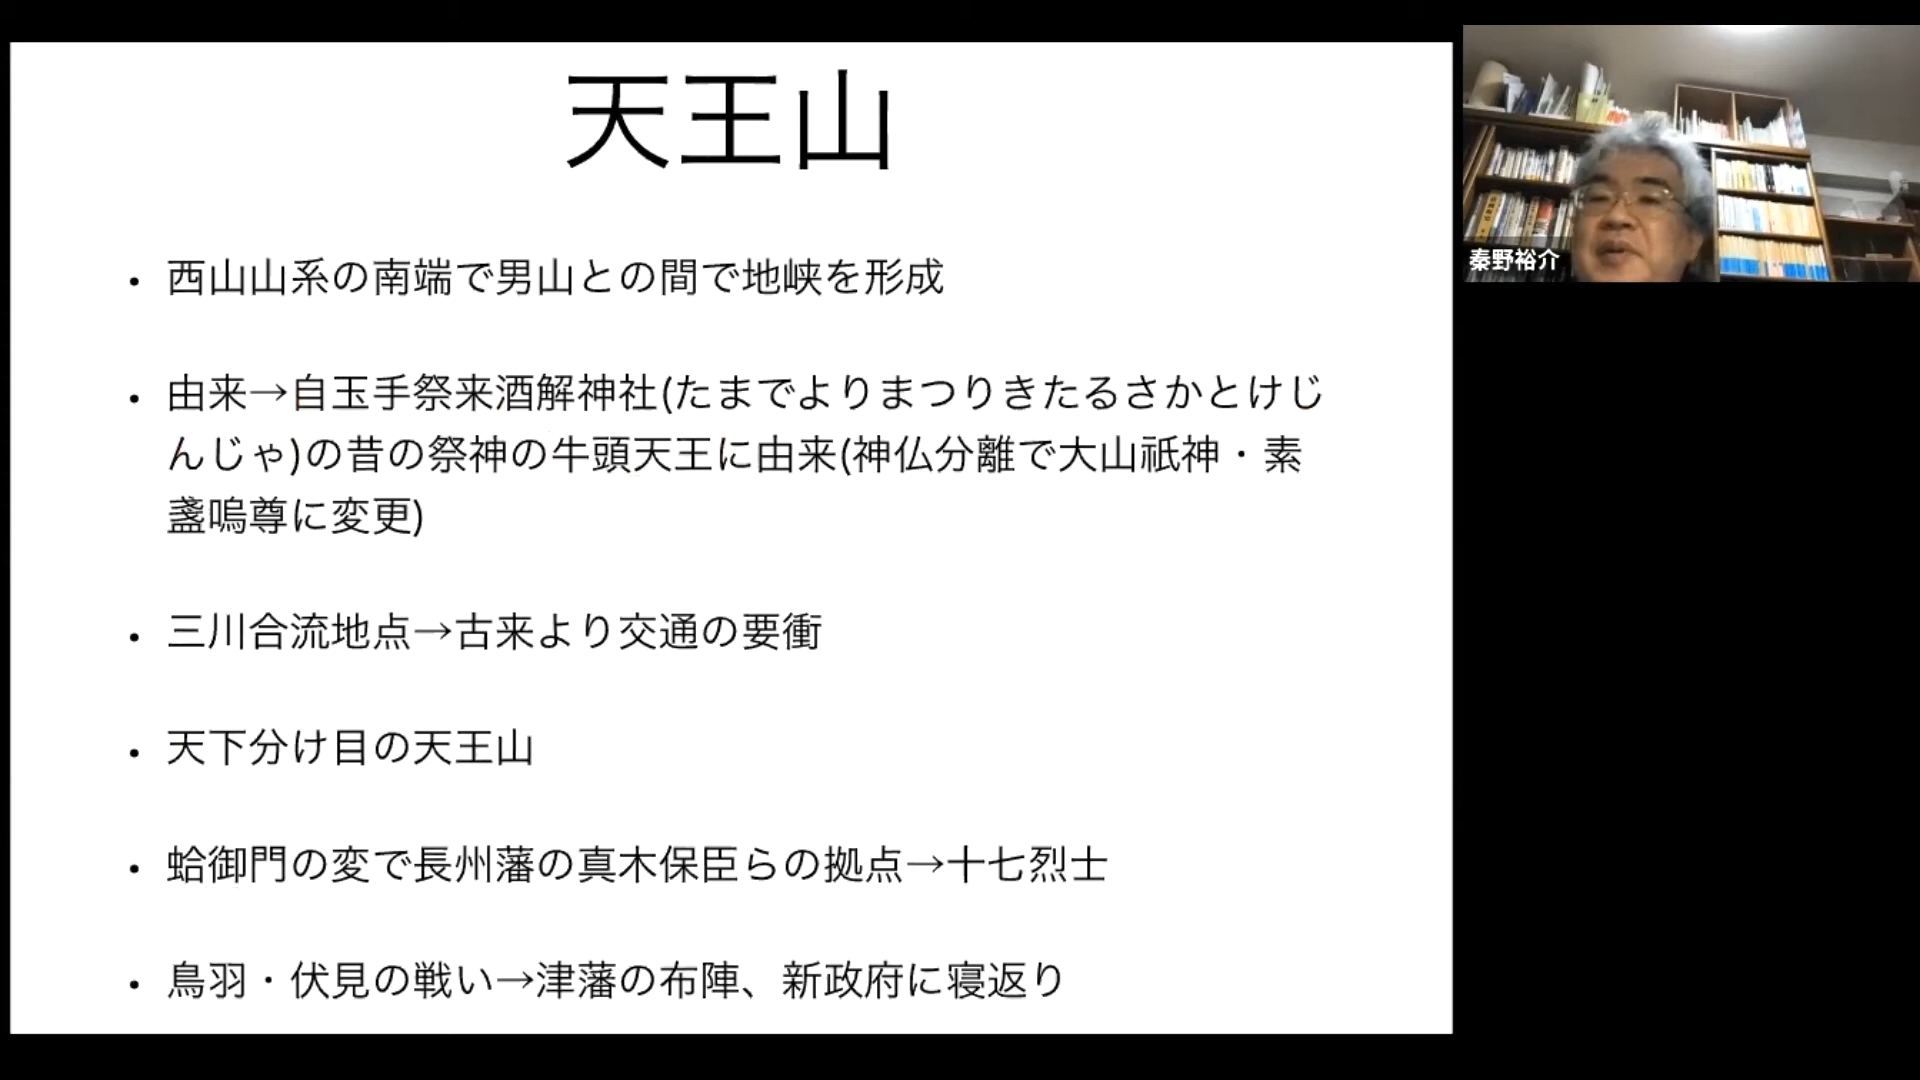 天王山
・西山山系の南端で男山との間で地峡を形成
・由来→自玉手祭来酒解神社(たまでよりまつりきたるさかとけじ
んじゃ)の昔の祭神の牛頭天王に由来(神仏分離で大山祇神・素
盞嗚尊に変更)
・三川合流地点→古来より交通の要衝
・天下分け目の天王山
・蛤御門の変で長州藩の真木保臣らの拠点→十七烈士
・鳥羽・伏見の戦い→津藩の布陣、新政府に寝返り
秦野裕介